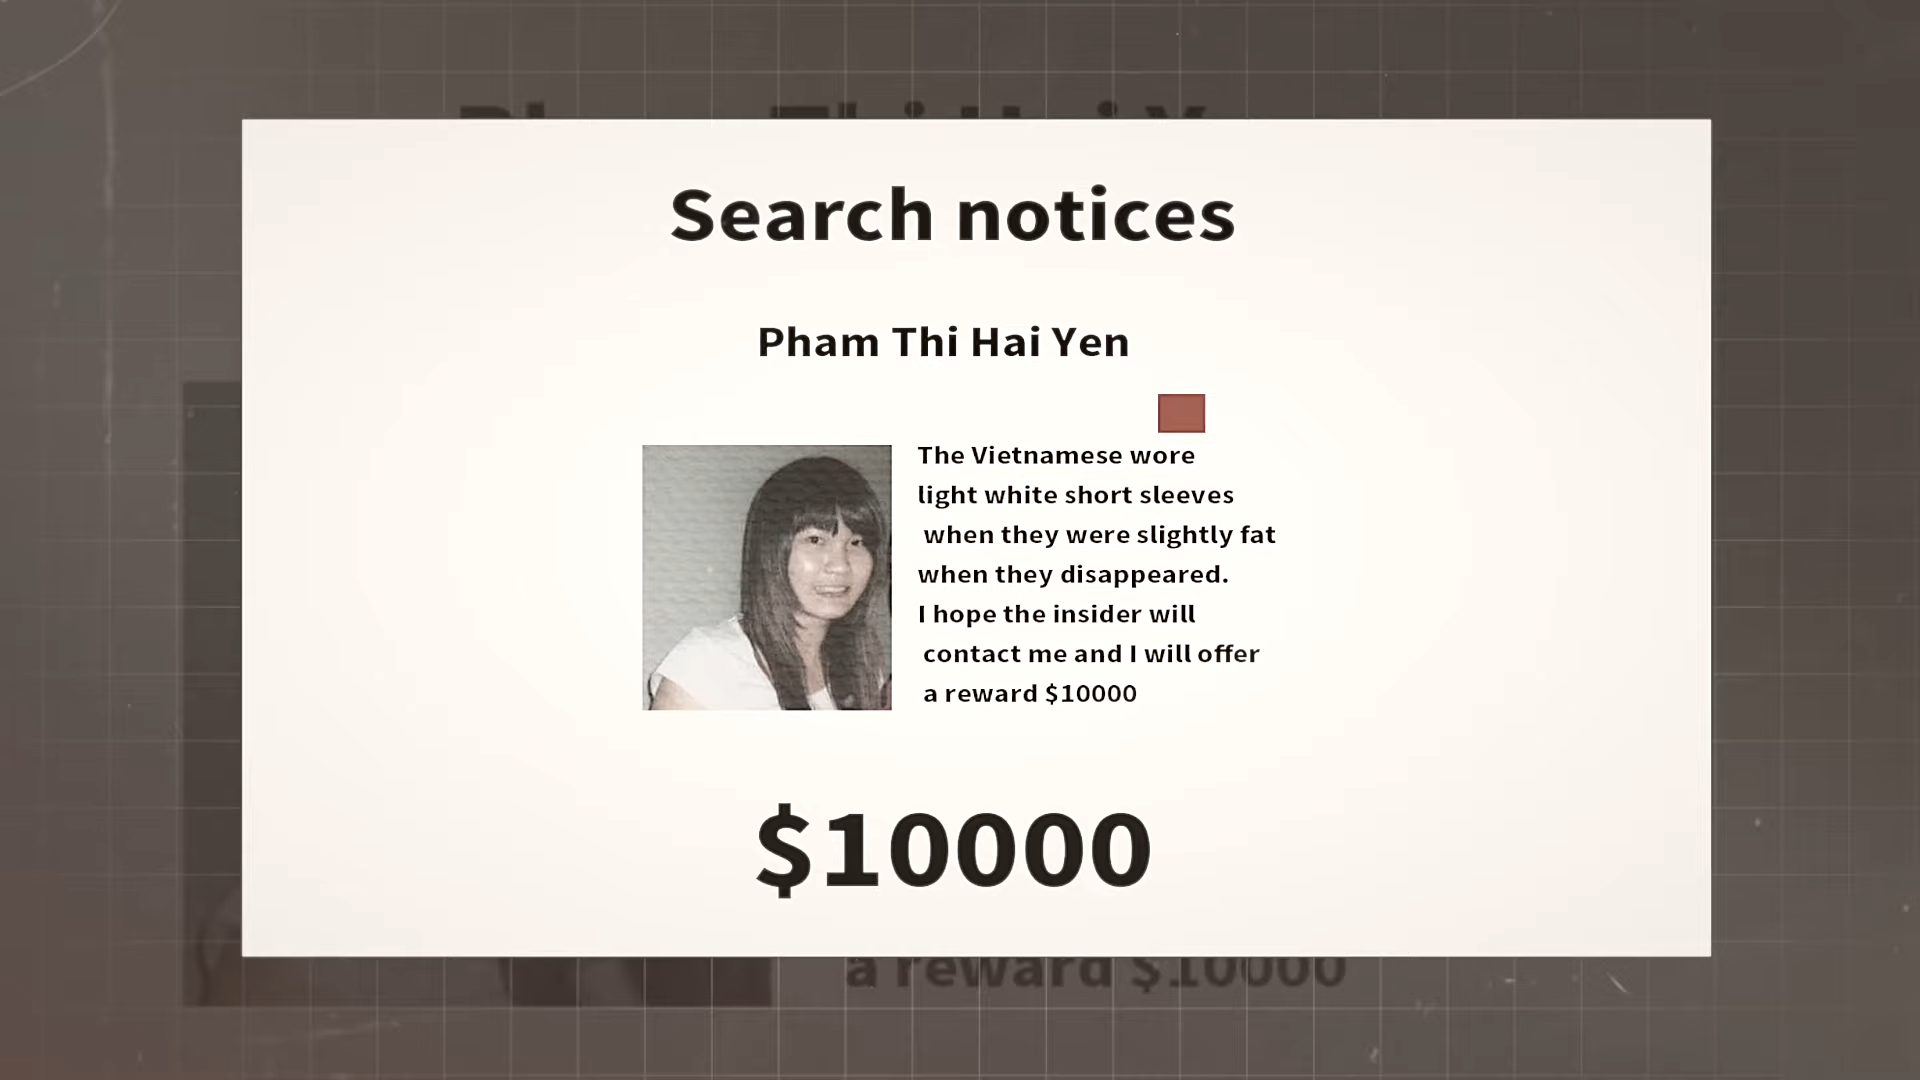 Search notices
Pham Thi Hai Yen
The Vietnamese wore
light white short sleeves
when they were slightly fat
when they disappeared.
I hope the insider will
contact me and I will offer
a reward $10000
$10000
a reward $10000